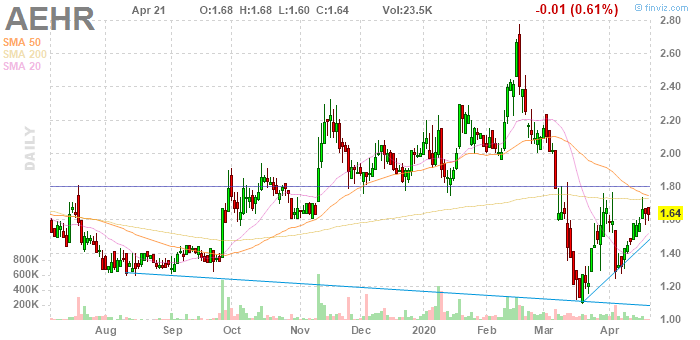 AEHR
Apr 21 O:1.68 H:1.68 L:1.60 C:1.64 Vol:23.5K -0.01 (0.61%)
© finviz.com
SMA 50
SMA 200
SMA 20
DAILY
2.80
2.60
2.40
2.20
2.00
1.80
1.64
1.60
1.40
1.20
1.00
800K
600K
400K
200K
Aug Sep Oct Nov Dec 2020 Feb Mar Apr